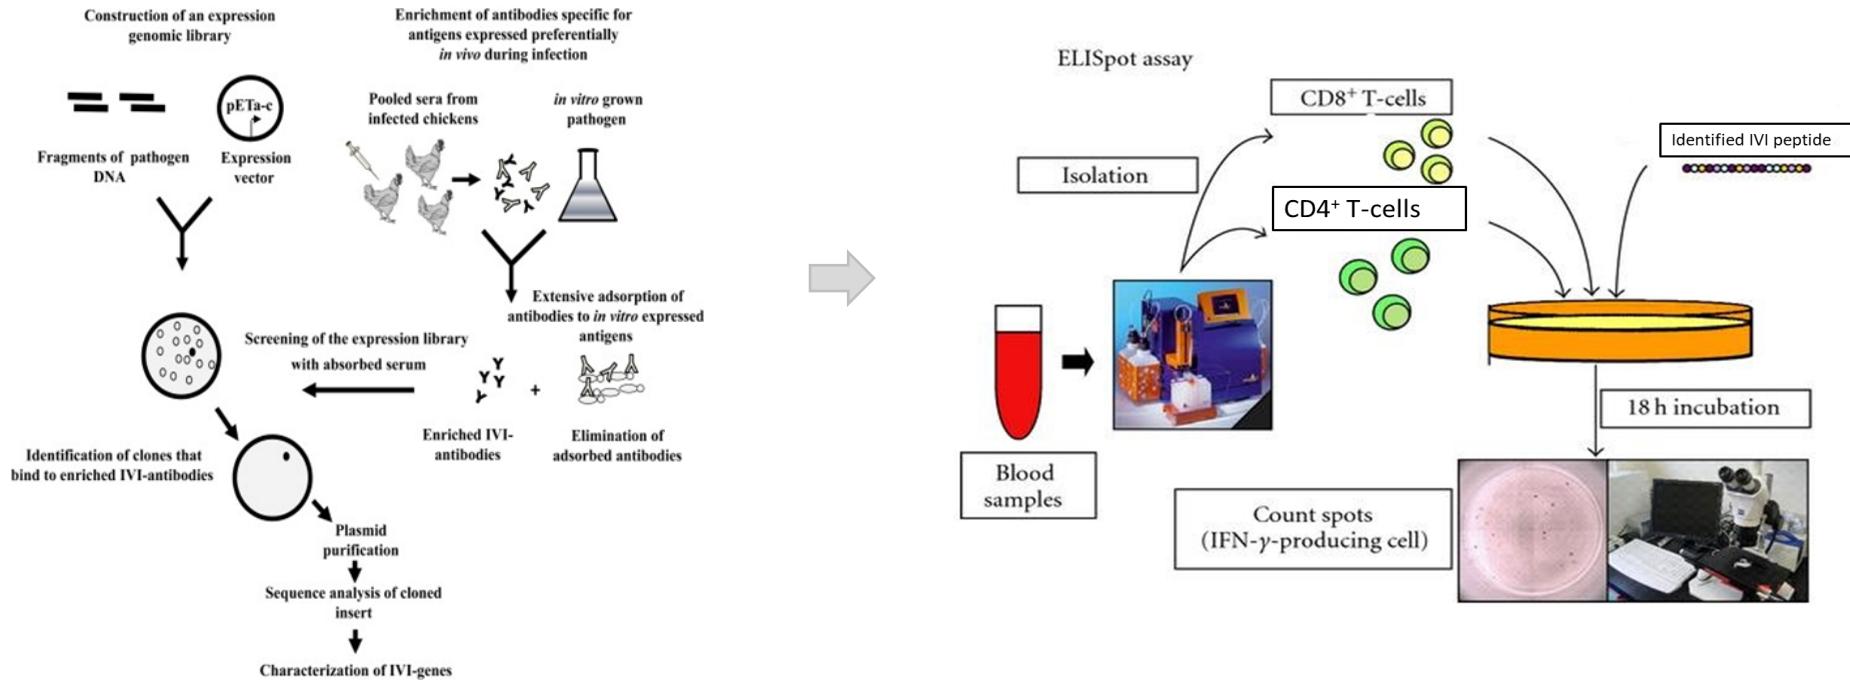 Construction of an expression
genomic library
Enrichment of antibodies specific for
antigens expressed preferentially
in vivo during infection
pETa-c
Fragments of pathogen
DNA
Expression
vector
Pooled sera from
infected chickens
in vitro grown
pathogen
Extensive adsorption of
antibodies to in vitro expressed
antigens
Screening of the expression library
with absorbed serum
+
Enriched IVI-
antibodies
Elimination of
adsorbed antibodies
Identification of clones that
bind to enriched IVI-antibodies
Plasmid
purification
Sequence analysis of cloned
insert
Characterization of IVI-genes
ELISpot assay
CD8⁺ T-cells
Identified IVI peptide
Isolation
CD4⁺ T-cells
Blood
samples
18 h incubation
Count spots
(IFN-γ-producing cell)